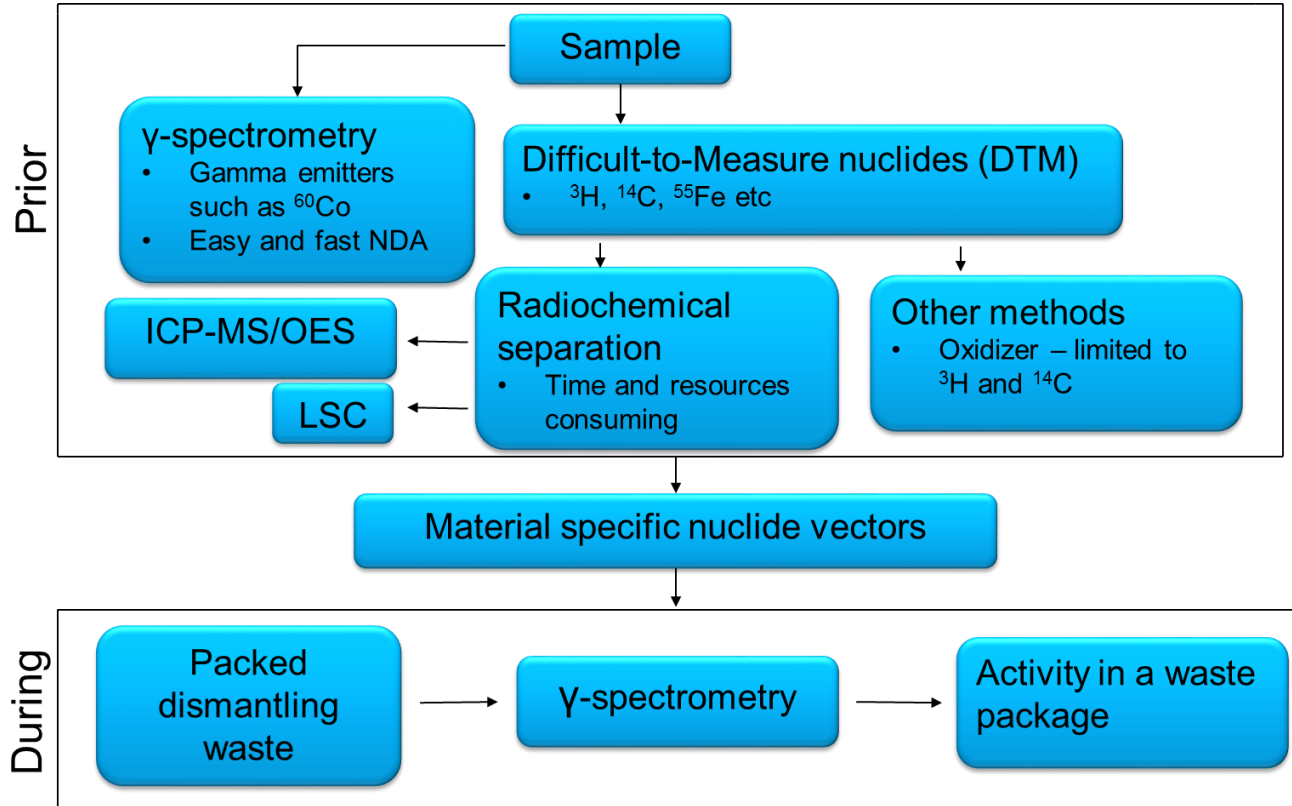 Prior
Sample
γ-spectrometry
• Gamma emitters
such as ⁶⁰Co
• Easy and fast NDA
Difficult-to-Measure nuclides (DTM)
• ³H, ¹⁴C, ⁵⁵Fe etc
ICP-MS/OES
LSC
Radiochemical
separation
• Time and resources
consuming
Other methods
• Oxidizer – limited to
³H and ¹⁴C
Material specific nuclide vectors
During
Packed
dismantling
waste
γ-spectrometry
Activity in a waste
package